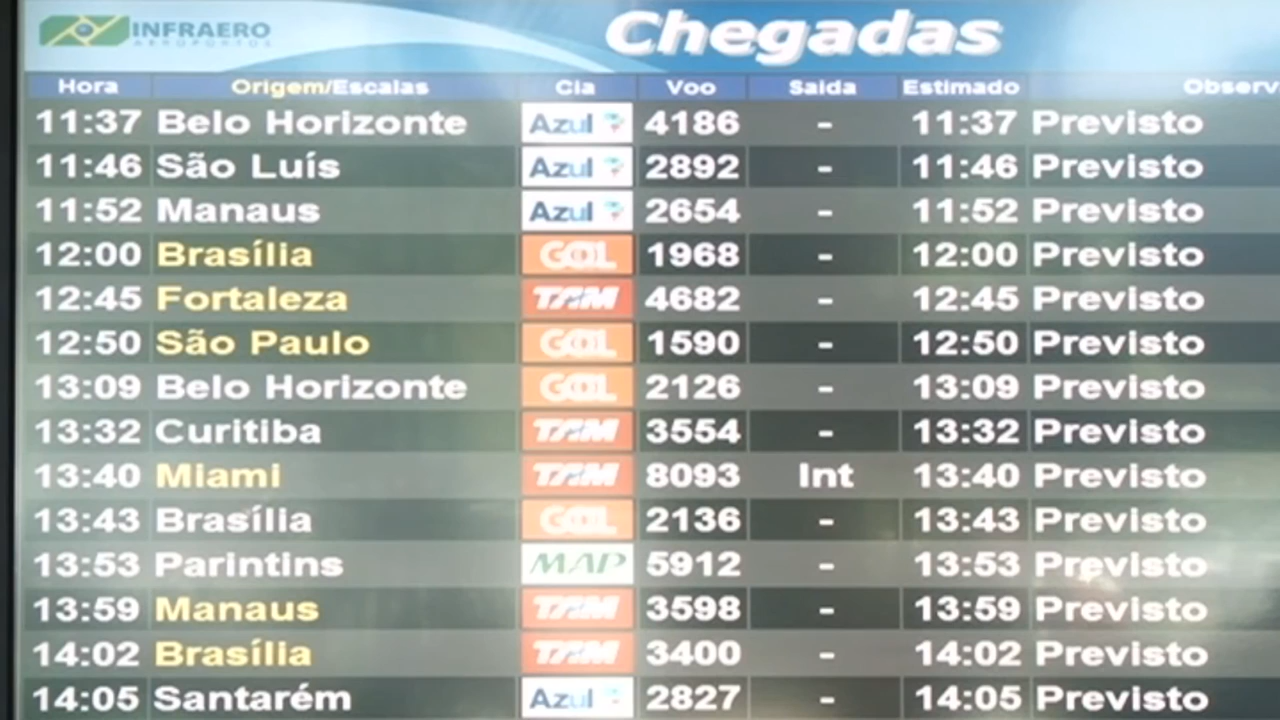 INFRAERO
AEROPORTOS
Chegadas
Hora Origem/Escalas Cia Voo Saida Estimado Observ
11:37 Belo Horizonte Azul 4186 - 11:37 Previsto
11:46 São Luís Azul 2892 - 11:46 Previsto
11:52 Manaus Azul 2654 - 11:52 Previsto
12:00 Brasília GOL 1968 - 12:00 Previsto
12:45 Fortaleza TAM 4682 - 12:45 Previsto
12:50 São Paulo GOL 1590 - 12:50 Previsto
13:09 Belo Horizonte GOL 2126 - 13:09 Previsto
13:32 Curitiba TAM 3554 - 13:32 Previsto
13:40 Miami TAM 8093 Int 13:40 Previsto
13:43 Brasília GOL 2136 - 13:43 Previsto
13:53 Parintins MAP 5912 - 13:53 Previsto
13:59 Manaus TAM 3598 - 13:59 Previsto
14:02 Brasília TAM 3400 - 14:02 Previsto
14:05 Santarém Azul 2827 - 14:05 Previsto